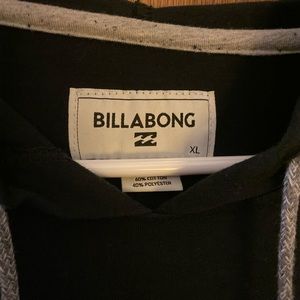 BILLABONG
XL
60% COTTON
40% POLYESTER